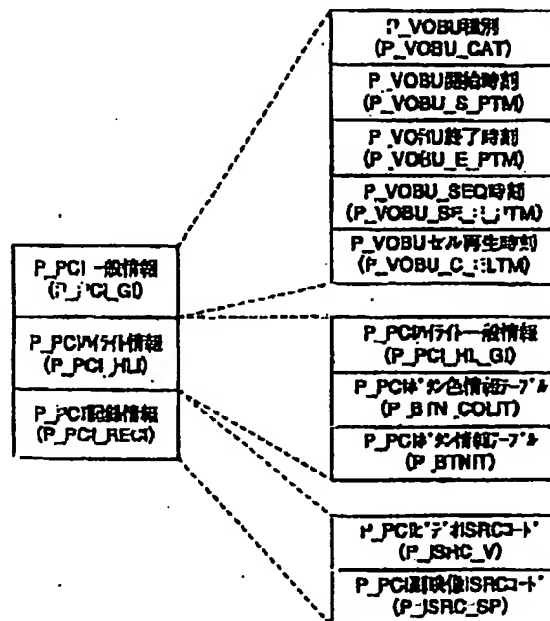 P_VOBU種別
(P_VOBU_CAT)
P_VOBU開始時刻
(P_VOBU_S_PTM)
P_VOBU終了時刻
(P_VOBU_E_PTM)
P_VOBU_SEQ時刻
P_VOBUセル再生時刻
P_PCI一般情報
(P_PCI_GI)
P_PCIハイライト情報
(P_PCI_HLI)
P_PCI記録情報
(P_PCI_RECI)
P_PCIハイライト一般情報
(P_PCI_HL_GI)
P_PCIボタン色情報テーブル
(P_BTN_COLIT)
P_PCIボタン情報テーブル
(P_BTNIT)
P_PCIビデオISRCコード
(P_ISRC_V)
P_PCI副映像ISRCコード
(P_ISRC_SP)